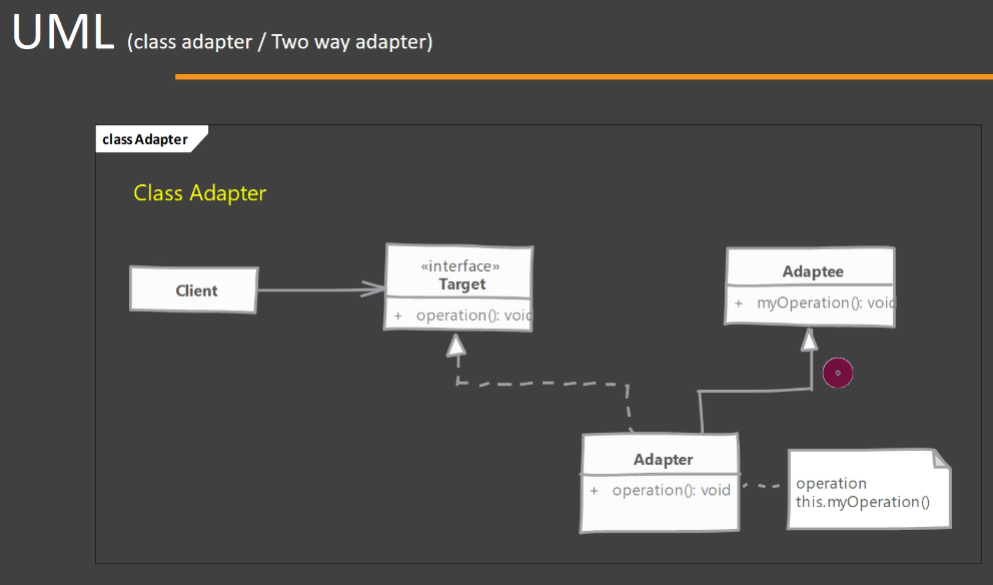 UML (class adapter / Two way adapter)
class Adapter
Class Adapter
Client
«interface»
Target
+ operation(): void
Adaptee
+ myOperation(): void
Adapter
+ operation(): void
operation
this.myOperation()